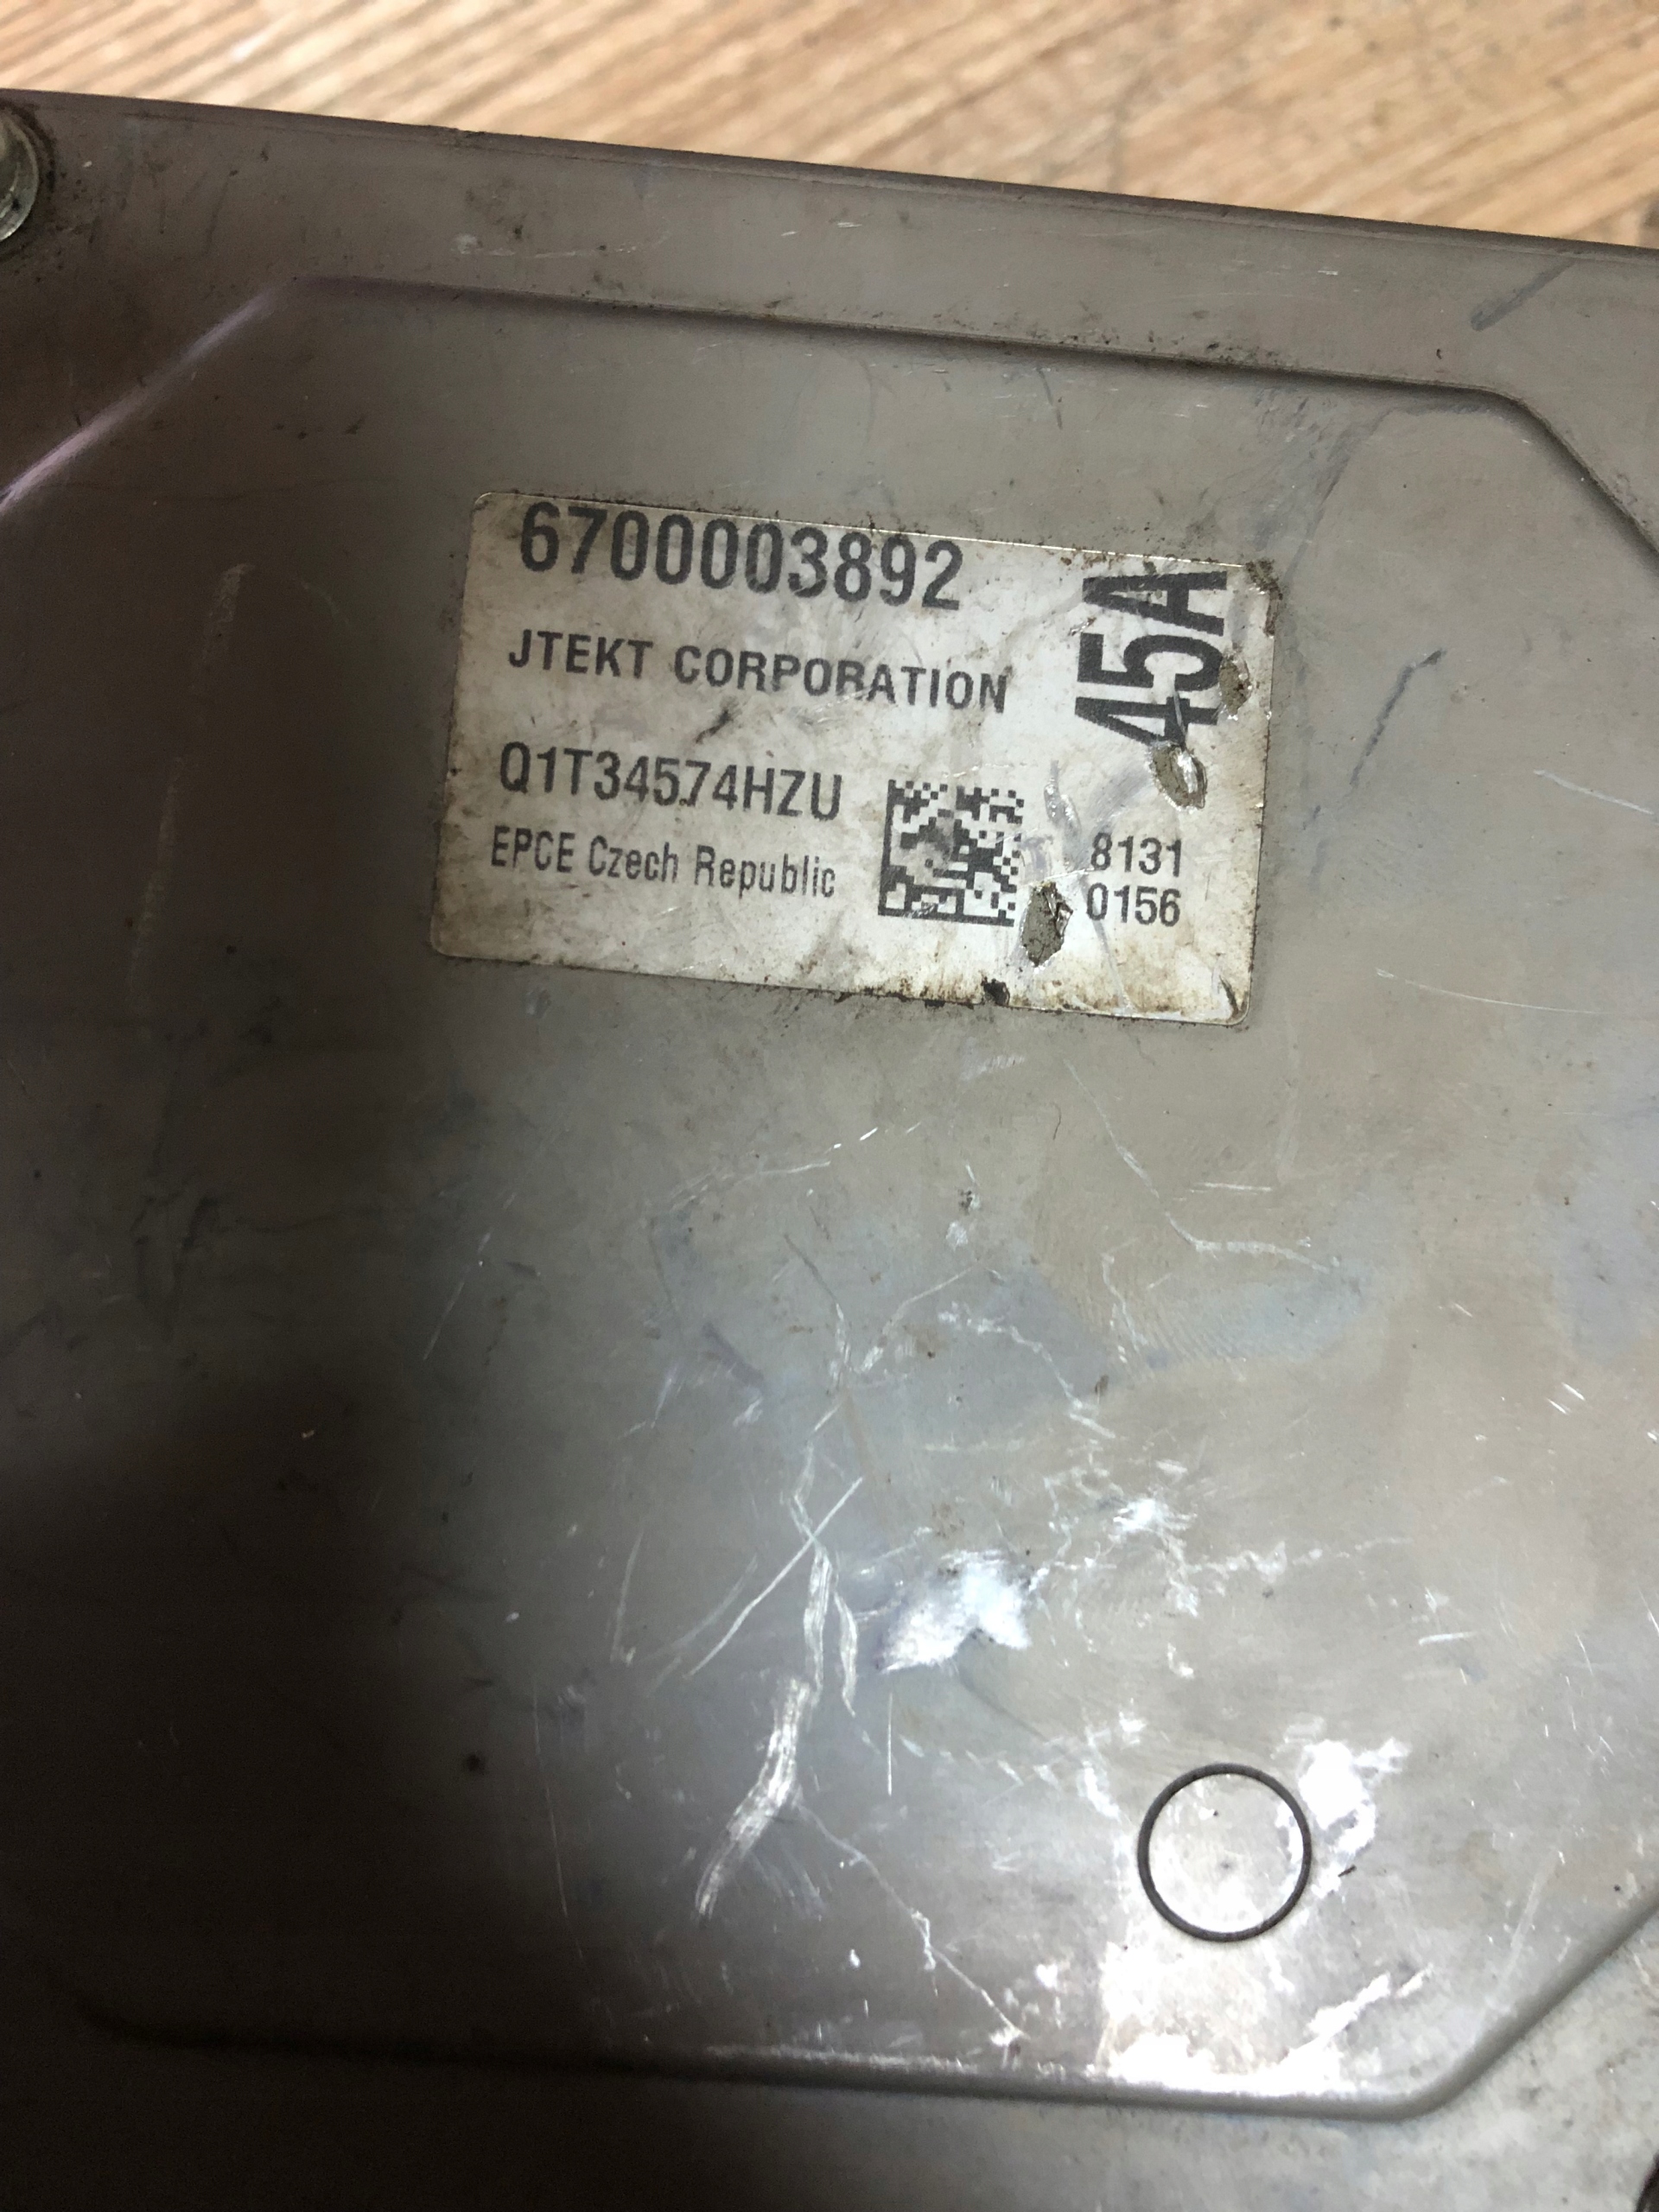 6700003892
45A
JTEKT CORPORATION
Q1T34574HZU
EPCE Czech Republic
8131
0156